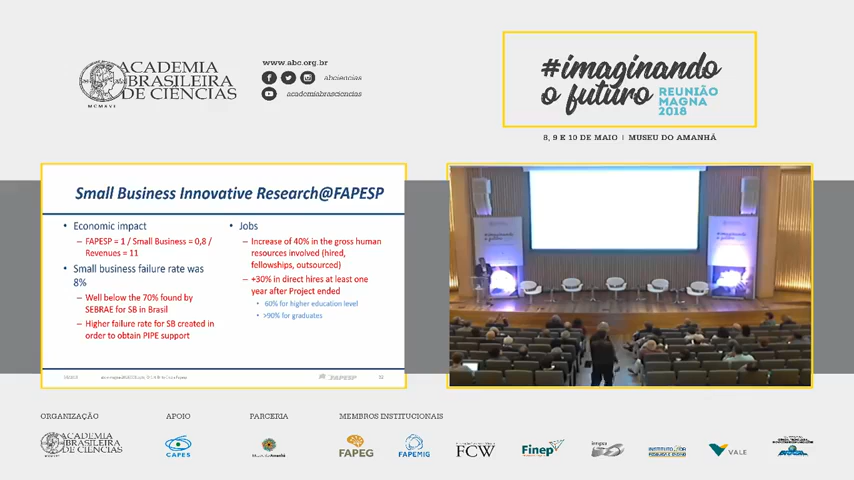 ACADEMIA
BRASILEIRA
DE CIÊNCIAS
MCMXVI
www.abc.org.br
abciencias
academiabrasciencias
#imaginando
o futuro
REUNIÃO
MAGNA
2018
8, 9 E 10 DE MAIO | MUSEU DO AMANHÃ
Small Business Innovative Research@FAPESP
• Economic impact
– FAPESP = 1 / Small Business = 0,8 /
Revenues = 11
• Small business failure rate was
8%
– Well below the 70% found by
SEBRAE for SB in Brasil
– Higher failure rate for SB created in
order to obtain PIPE support
• Jobs
– Increase of 40% in the gross human
resources involved (hired,
fellowships, outsourced)
– +30% in direct hires at least one
year after Project ended
• 60% for higher education level
• >90% for graduates
#imaginando
o futuro
#imaginando
o futuro
ORGANIZAÇÃO
APOIO
PARCERIA
MEMBROS INSTITUCIONAIS
ACADEMIA
BRASILEIRA
DE CIÊNCIAS
CAPES
FAPEG
FAPEMIG
FCW
Finep
VALE